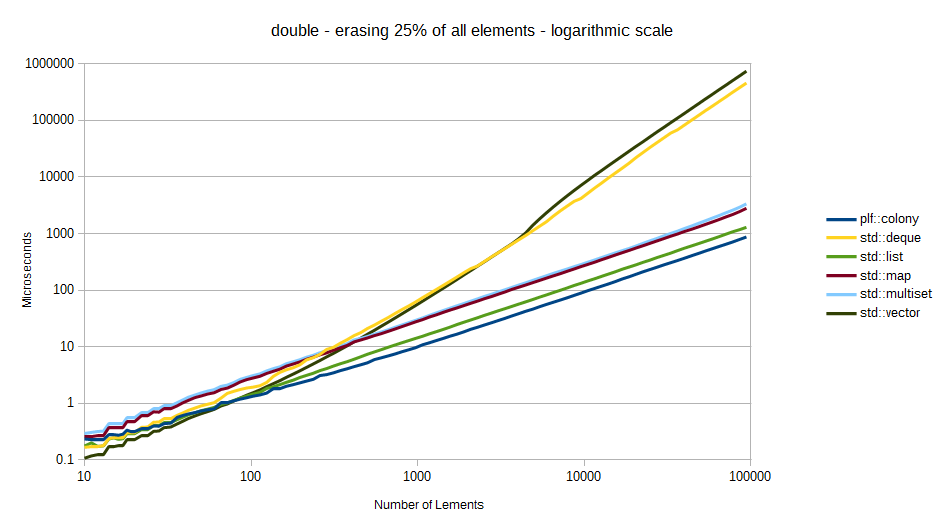 double - erasing 25% of all elements - logarithmic scale
1000000
100000
10000
1000
100
10
1
0.1
Microseconds
10 100 1000 10000 100000
Number of Lements
plf::colony
std::deque
std::list
std::map
std::multiset
std::vector